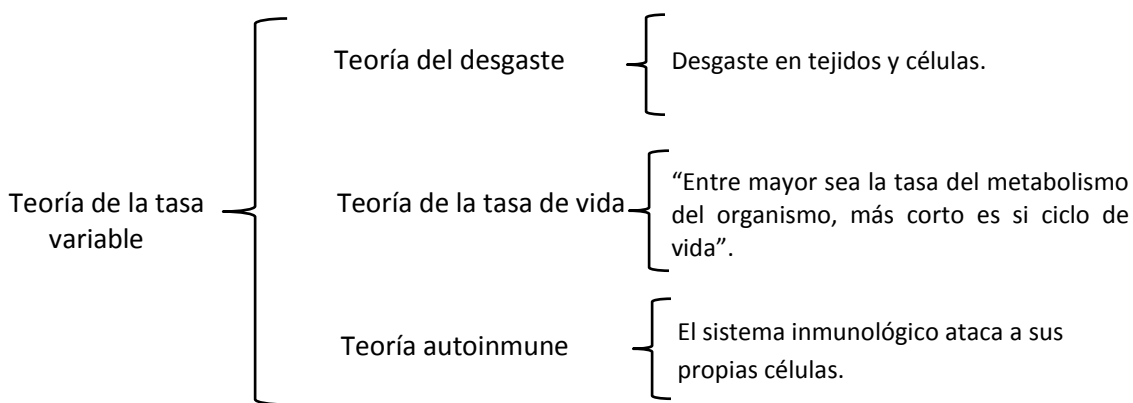 Teoría de la tasa
variable
Teoría del desgaste
Desgaste en tejidos y células.
Teoría de la tasa de vida
“Entre mayor sea la tasa del metabolismo
del organismo, más corto es si ciclo de
vida”.
Teoría autoinmune
El sistema inmunológico ataca a sus
propias células.